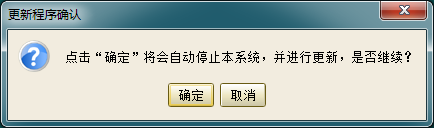 更新程序确认
点击“确定”将会自动停止本系统，并进行更新，是否继续？
确定 取消